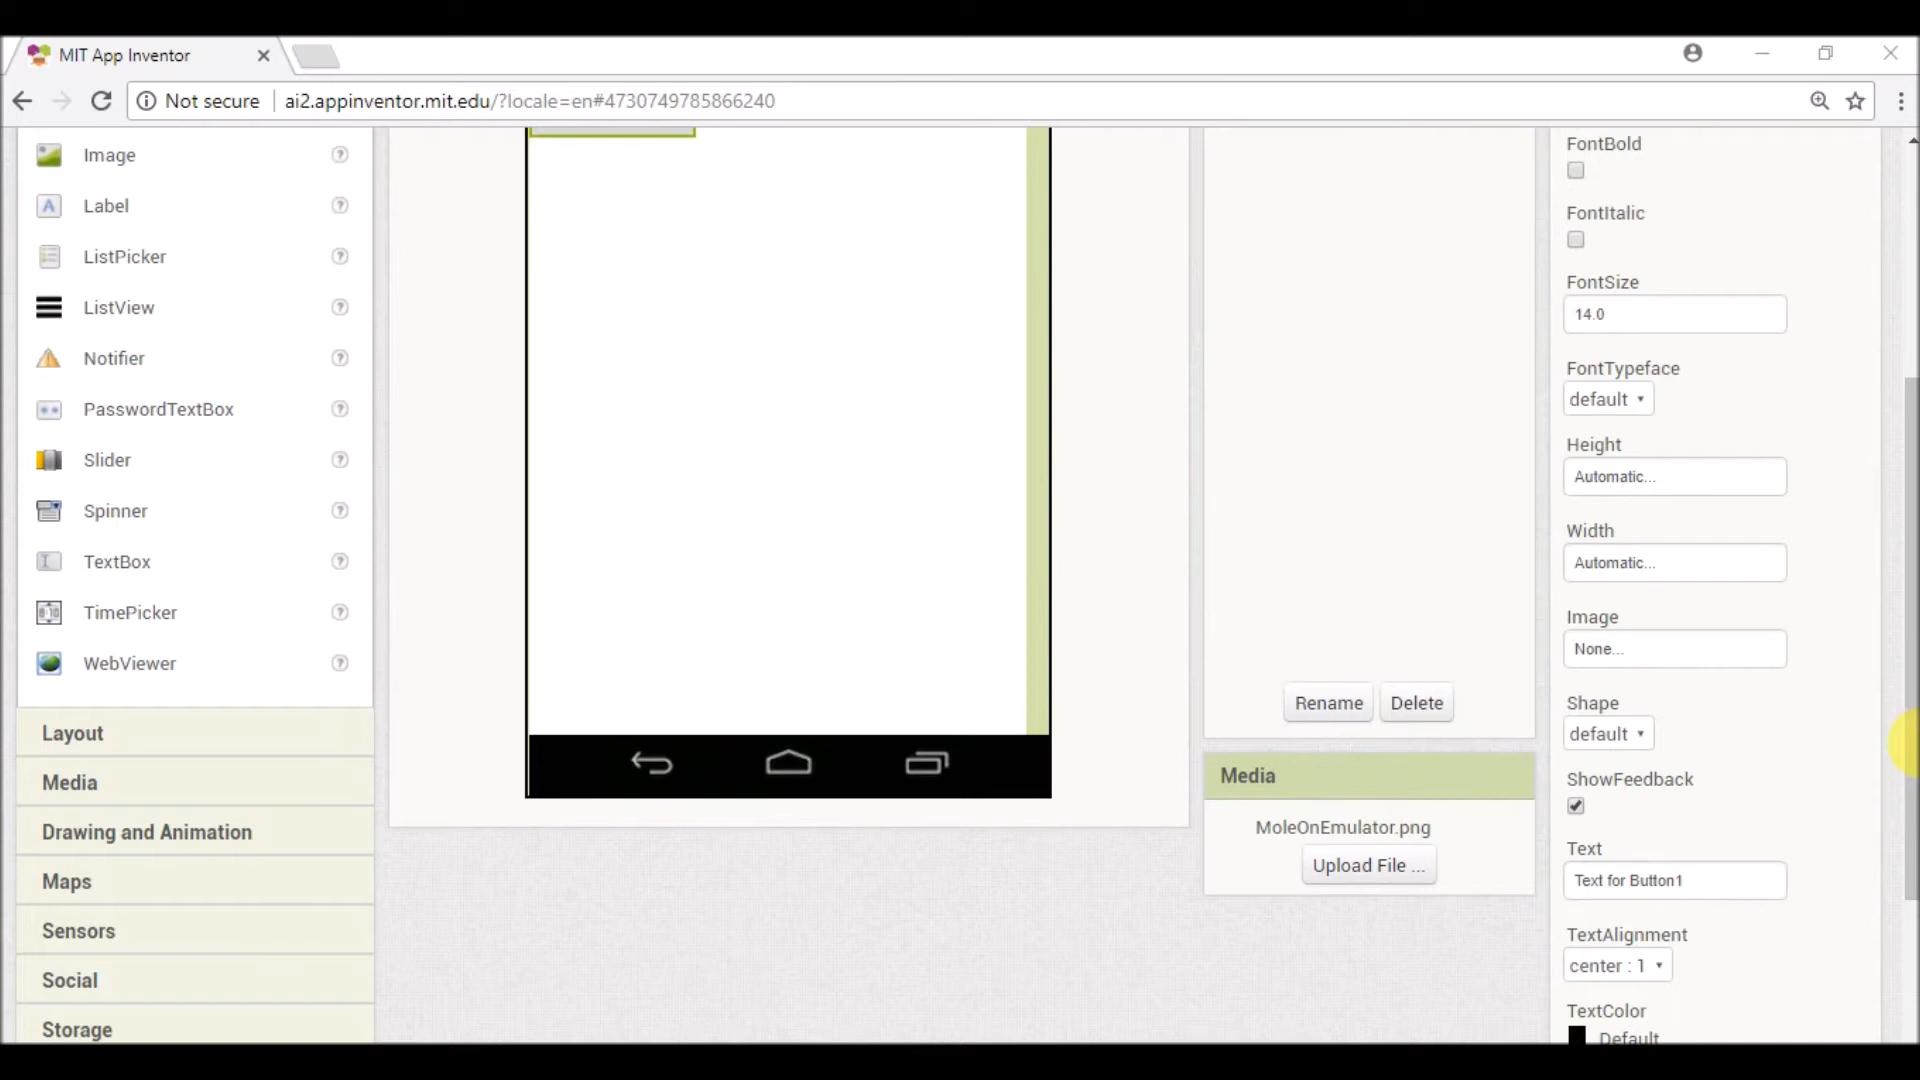 MIT App Inventor
Not secure
ai2.appinventor.mit.edu/?locale=en#4730749785866240
Image
Label
ListPicker
ListView
Notifier
PasswordTextBox
Slider
Spinner
TextBox
TimePicker
WebViewer
Layout
Media
Drawing and Animation
Maps
Sensors
Social
Storage
Rename
Delete
Media
MoleOnEmulator.png
Upload File ...
FontBold
FontItalic
FontSize
14.0
FontTypeface
default
Height
Automatic...
Width
Automatic...
Image
None...
Shape
default
ShowFeedback
Text
Text for Button1
TextAlignment
center : 1
TextColor
Default